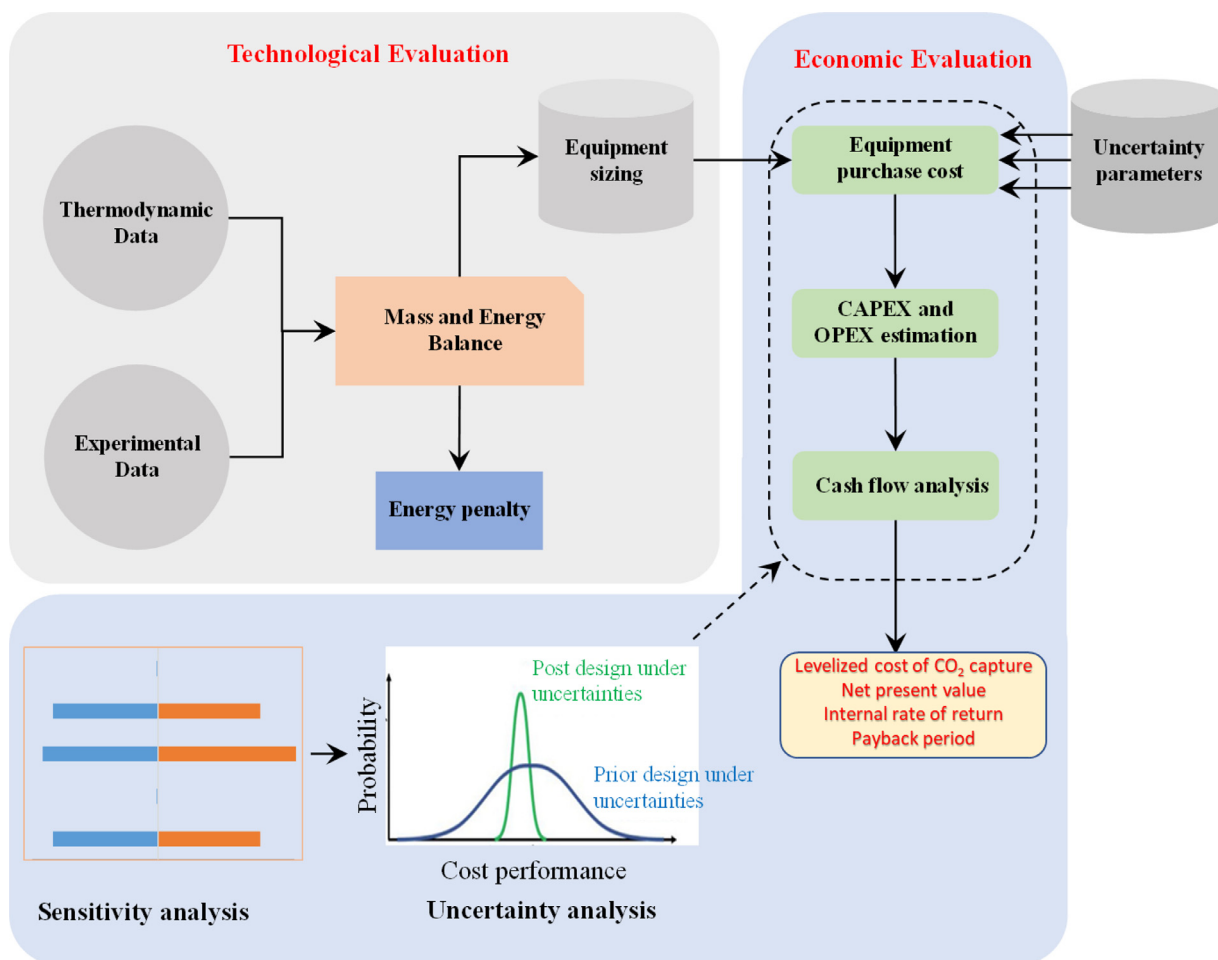 Technological Evaluation
Economic Evaluation
Equipment
sizing
Equipment
purchase cost
Uncertainty
parameters
Thermodynamic
Data
Mass and Energy
Balance
CAPEX and
OPEX estimation
Experimental
Data
Energy penalty
Cash flow analysis
Levelized cost of CO₂ capture
Net present value
Internal rate of return
Payback period
Post design under
uncertainties
Prior design under
uncertainties
Probability
Cost performance
Sensitivity analysis
Uncertainty analysis